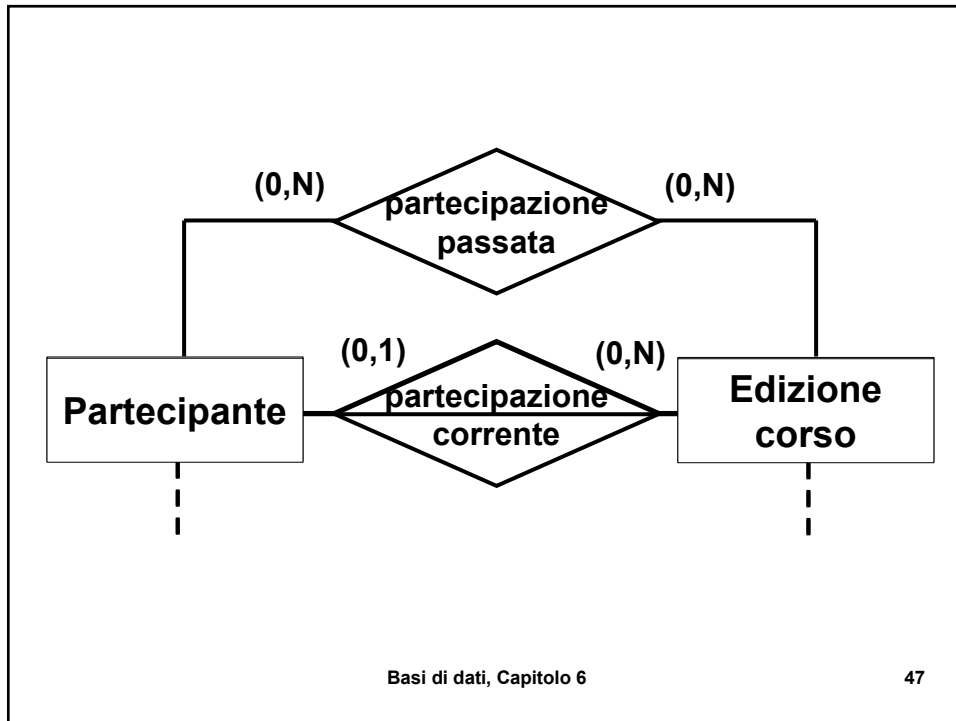 (0,N)
(0,N)
partecipazione
passata
(0,1)
(0,N)
Partecipante
partecipazione
corrente
Edizione
corso
Basi di dati, Capitolo 6
47